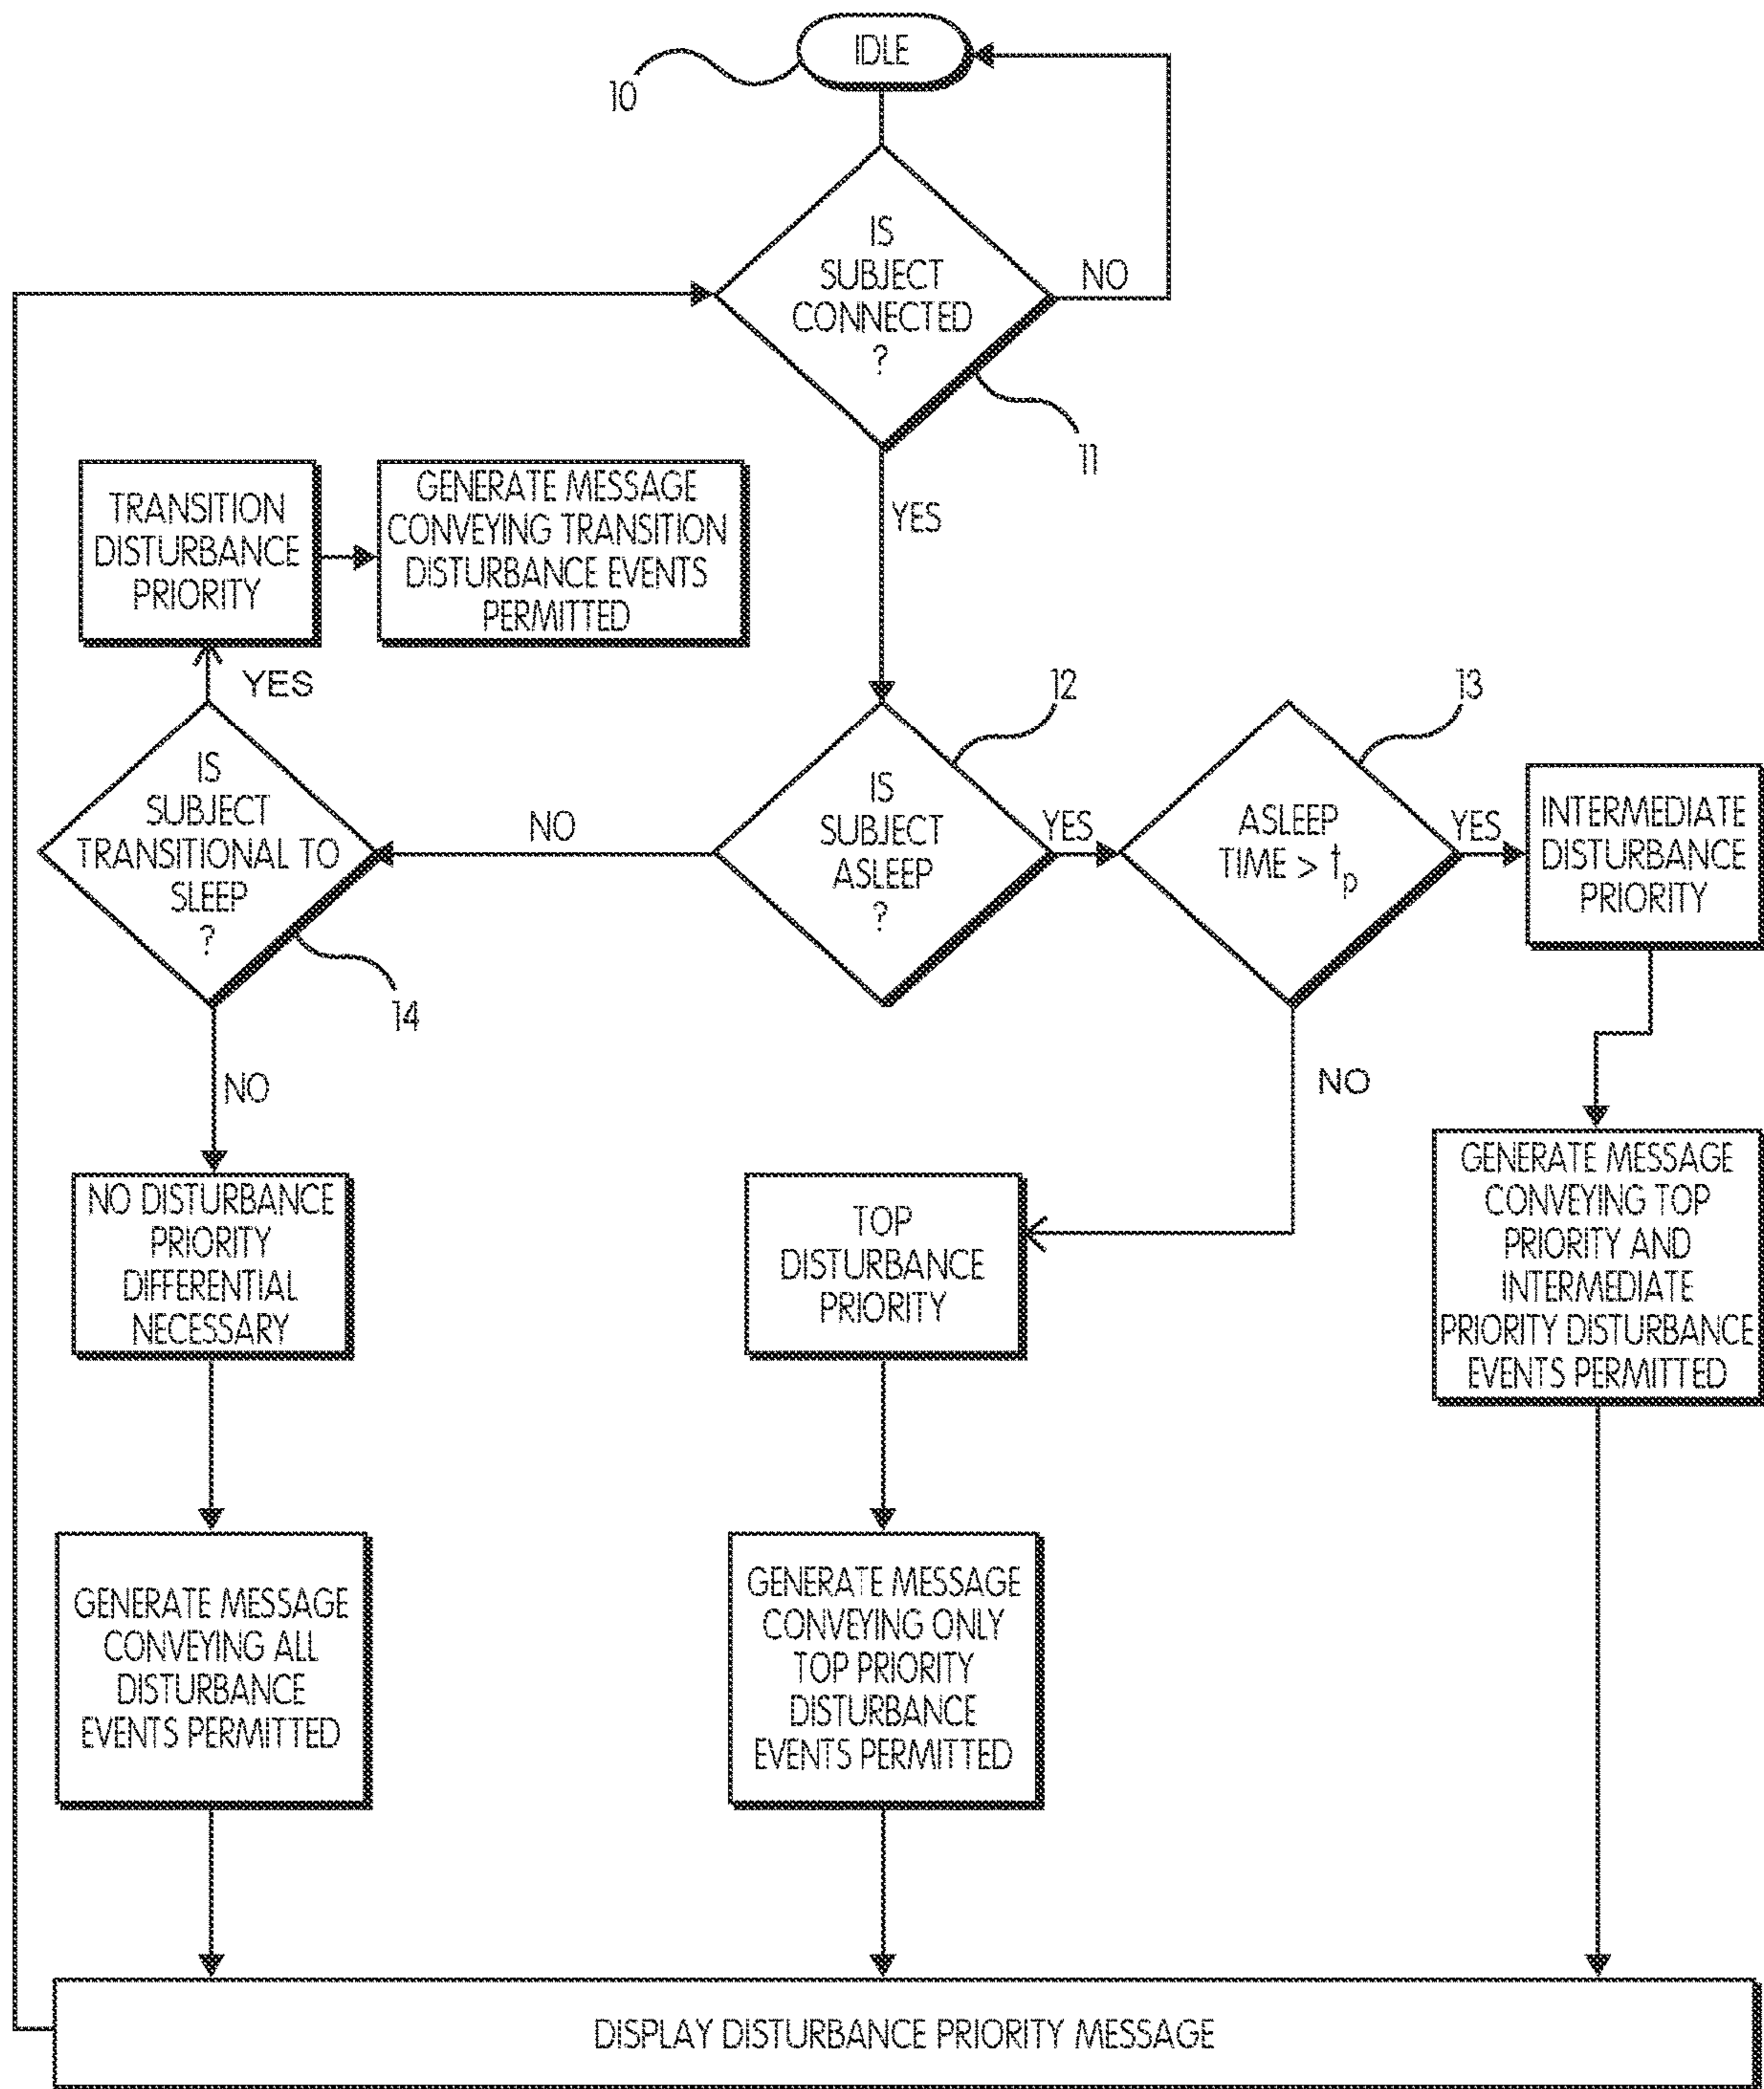 IDLE
10
IS
SUBJECT
CONNECTED
?
NO
11
YES
TRANSITION
DISTURBANCE
PRIORITY
GENERATE MESSAGE
CONVEYING TRANSITION
DISTURBANCE EVENTS
PERMITTED
YES
12
13
IS
SUBJECT
TRANSITIONAL TO
SLEEP
?
14
NO
IS
SUBJECT
ASLEEP
?
YES
ASLEEP
TIME > tp
YES
INTERMEDIATE
DISTURBANCE
PRIORITY
NO
NO
NO DISTURBANCE
PRIORITY
DIFFERENTIAL
NECESSARY
TOP
DISTURBANCE
PRIORITY
GENERATE MESSAGE
CONVEYING TOP
PRIORITY AND
INTERMEDIATE
PRIORITY DISTURBANCE
EVENTS PERMITTED
GENERATE MESSAGE
CONVEYING ALL
DISTURBANCE
EVENTS PERMITTED
GENERATE MESSAGE
CONVEYING ONLY
TOP PRIORITY
DISTURBANCE
EVENTS PERMITTED
DISPLAY DISTURBANCE PRIORITY MESSAGE